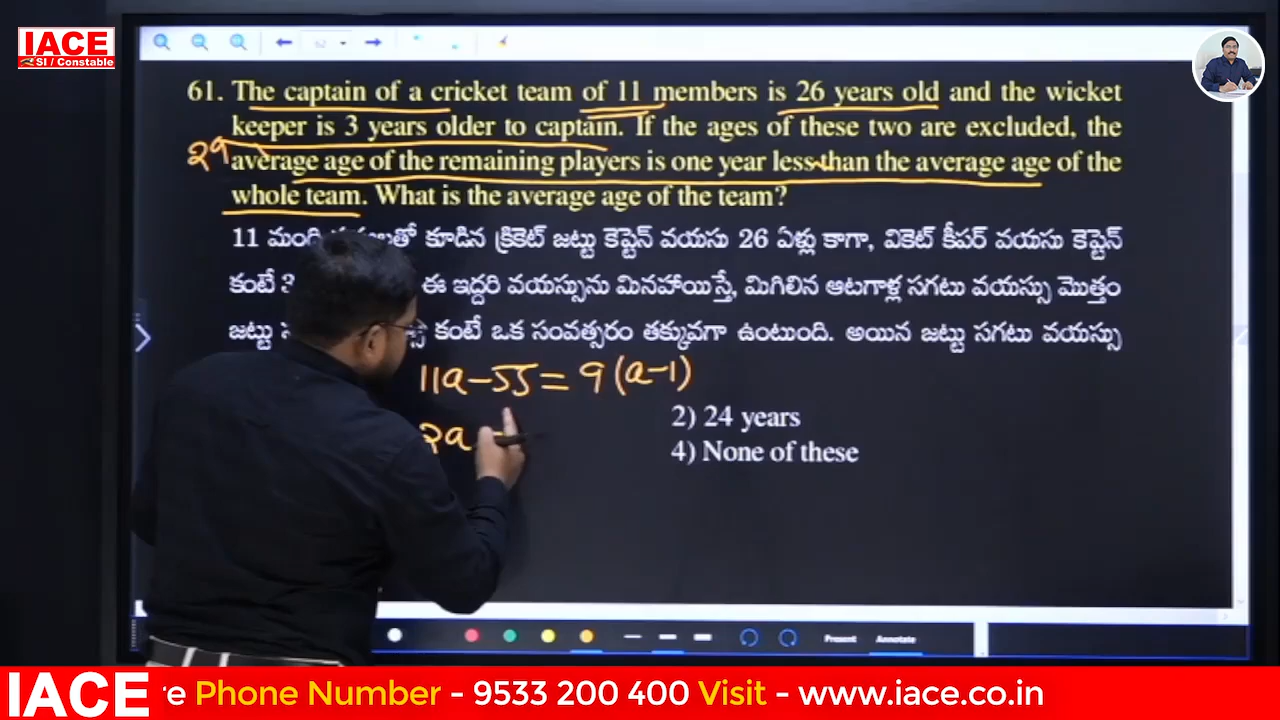 IACE
SI / Constable
61. The captain of a cricket team of 11 members is 26 years old and the wicket
keeper is 3 years older to captain. If the ages of these two are excluded, the
29
average age of the remaining players is one year less than the average age of the
whole team. What is the average age of the team?
11 మంది కూడిన క్రికెట్ జట్టు కెప్టెన్ వయసు 26 ఏళ్లు కాగా, వికెట్ కీపర్ వయసు కెప్టెన్
కంటే 3 ఈ ఇద్దరి వయస్సును మినహాయిస్తే, మిగిలిన ఆటగాళ్ల సగటు వయస్సు మొత్తం
జట్టు కంటే ఒక సంవత్సరం తక్కువగా ఉంటుంది. అయిన జట్టు సగటు వయస్సు
11a-55=9(a-1)
2) 24 years
2a
4) None of these
Present Annotate
IACE Phone Number - 9533 200 400 Visit - www.iace.co.in